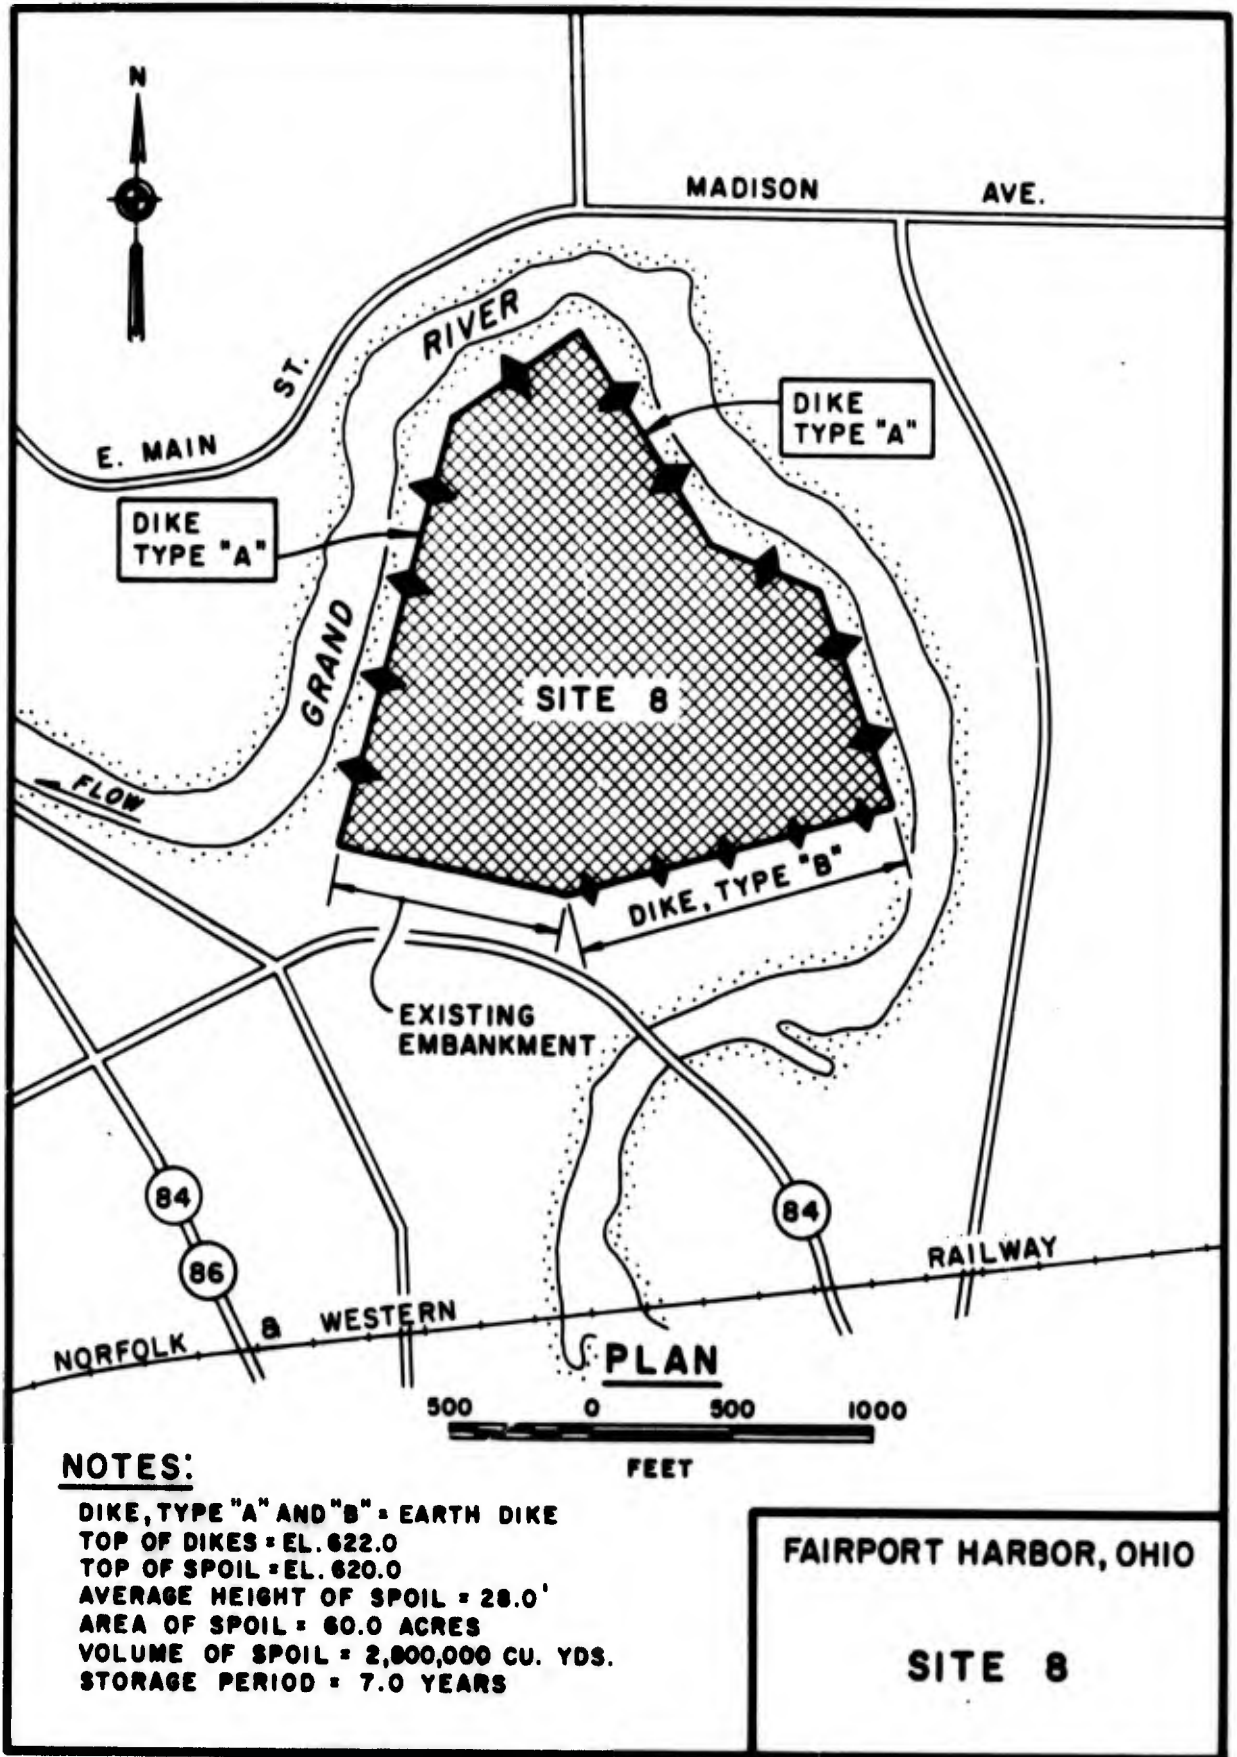 N
MADISON AVE.
RIVER
ST.
E. MAIN
DIKE
TYPE "A"
DIKE
TYPE "A"
GRAND
SITE 8
FLOW
DIKE, TYPE "B"
EXISTING
EMBANKMENT
84
86
84
NORFOLK & WESTERN RAILWAY
PLAN
500 0 500 1000
FEET
NOTES:
DIKE, TYPE "A" AND "B" = EARTH DIKE
TOP OF DIKES = EL. 622.0
TOP OF SPOIL = EL. 620.0
AVERAGE HEIGHT OF SPOIL = 28.0'
AREA OF SPOIL = 60.0 ACRES
VOLUME OF SPOIL = 2,800,000 CU. YDS.
STORAGE PERIOD = 7.0 YEARS
FAIRPORT HARBOR, OHIO
SITE 8